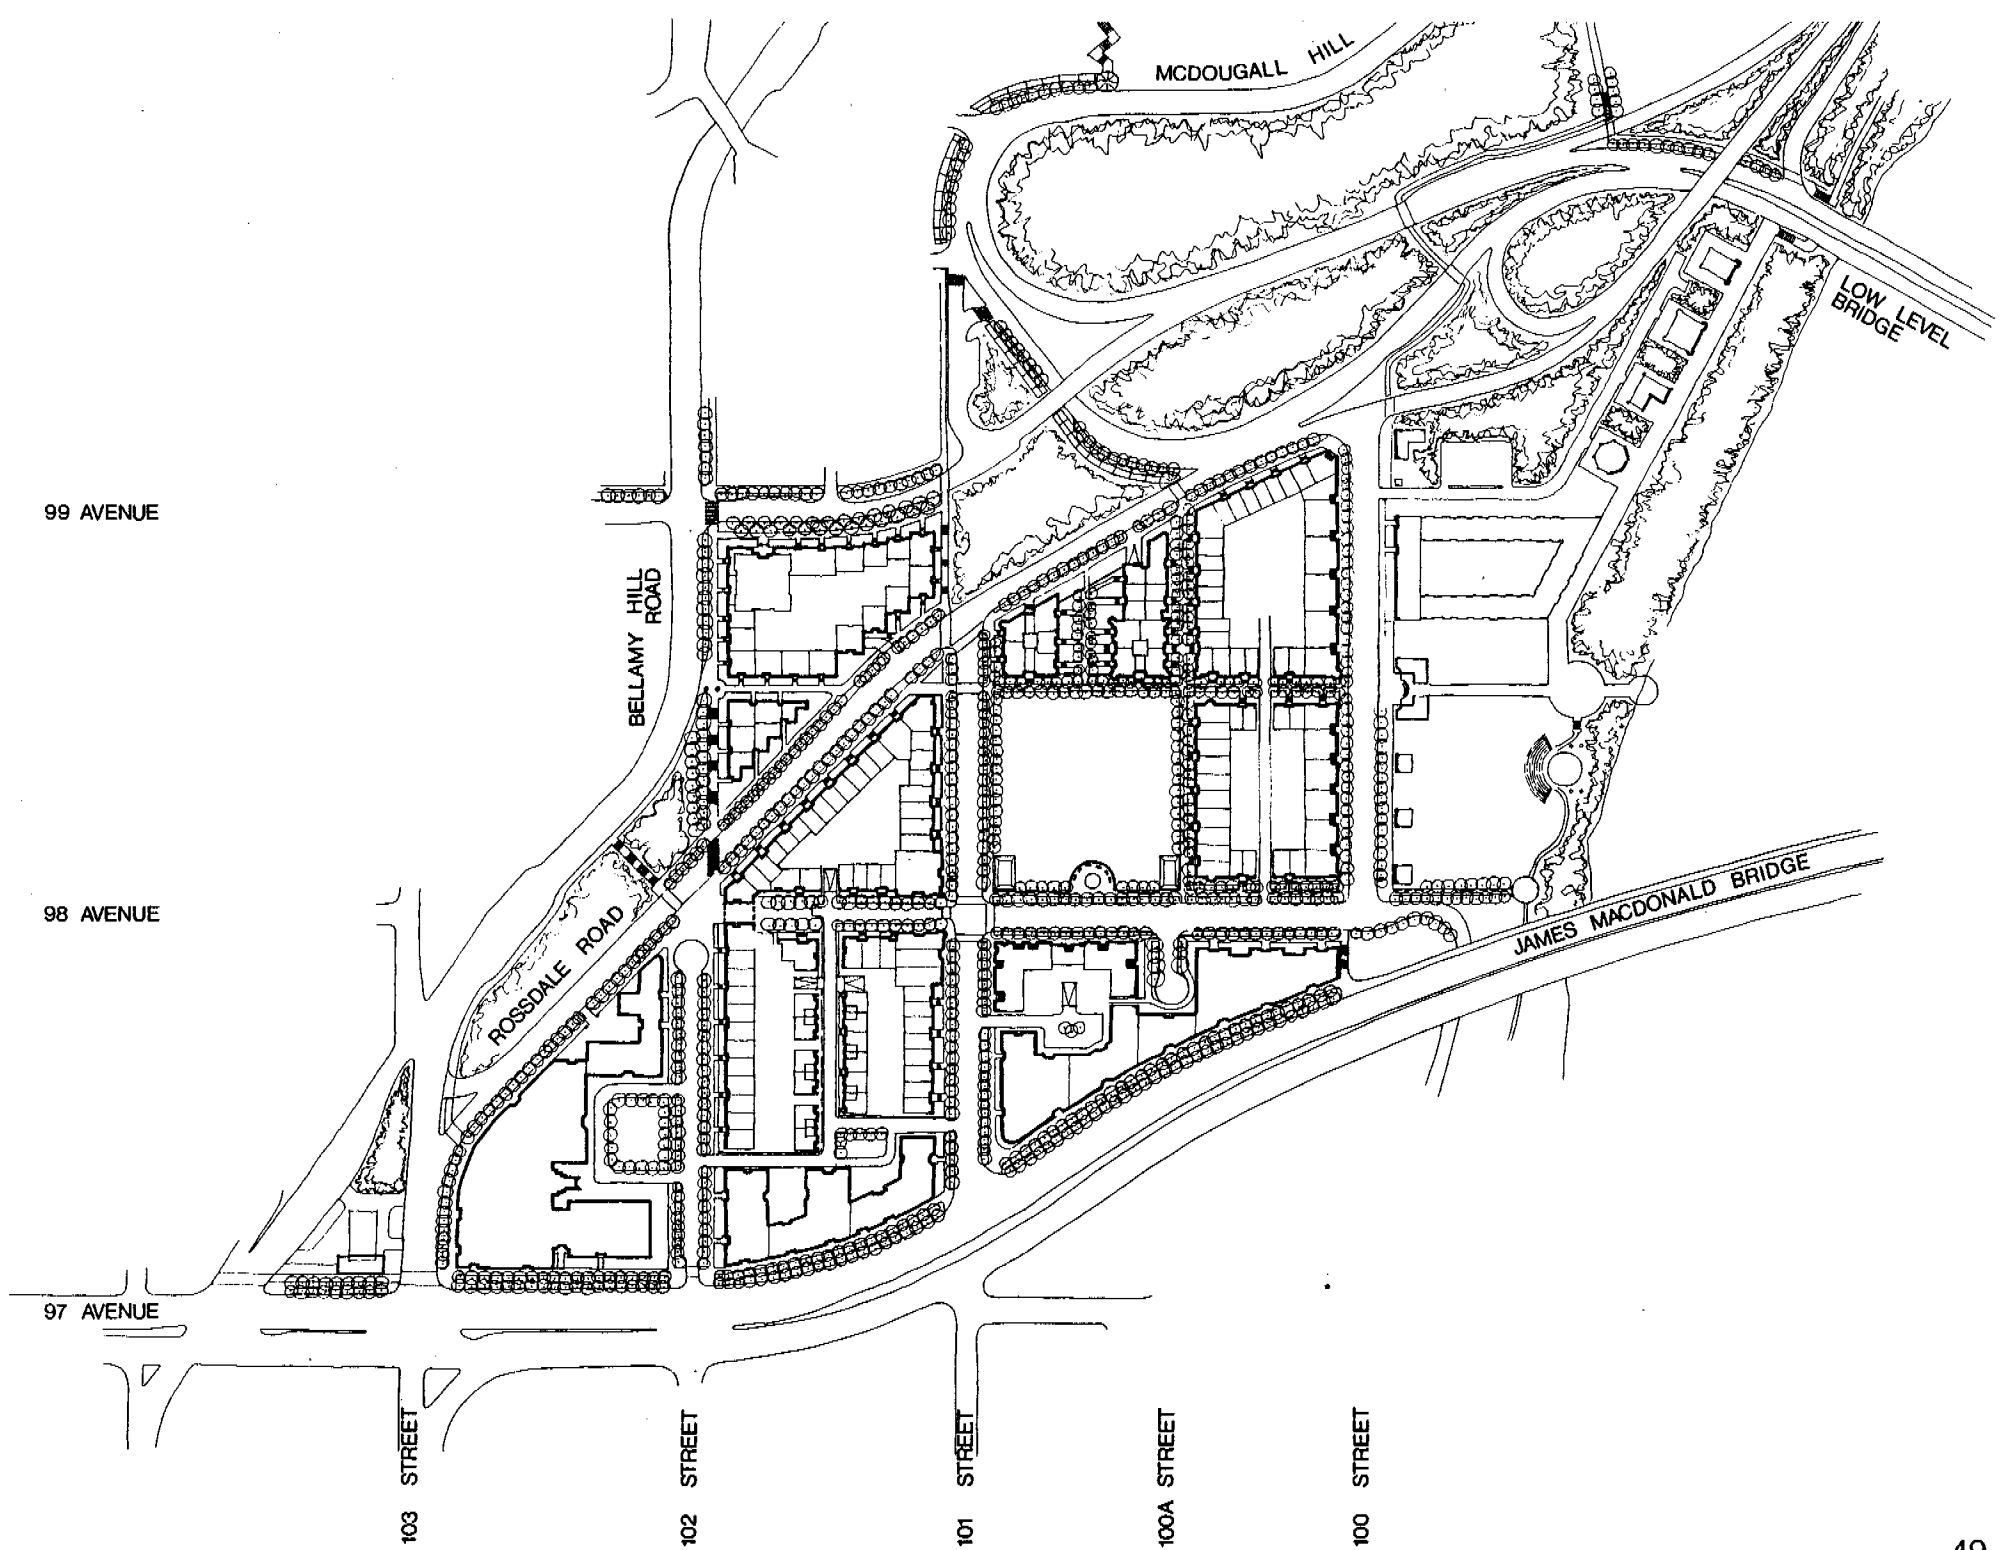 MCDOUGALL HILL
LOW LEVEL
BRIDGE
99 AVENUE
BELLAMY HILL
ROAD
98 AVENUE
ROSSDALE ROAD
JAMES MACDONALD BRIDGE
97 AVENUE
103 STREET
102 STREET
101 STREET
100A STREET
100 STREET
49